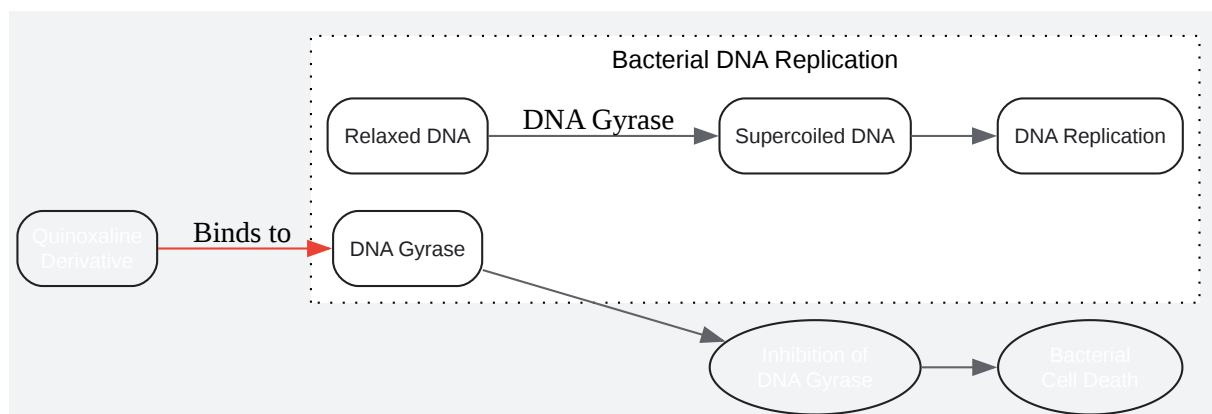 Bacterial DNA Replication
Relaxed DNA
DNA Gyrase
Supercoiled DNA
DNA Replication
Quinoxaline
Derivative
Binds to
DNA Gyrase
Inhibition of
DNA Gyrase
Bacterial
Cell Death